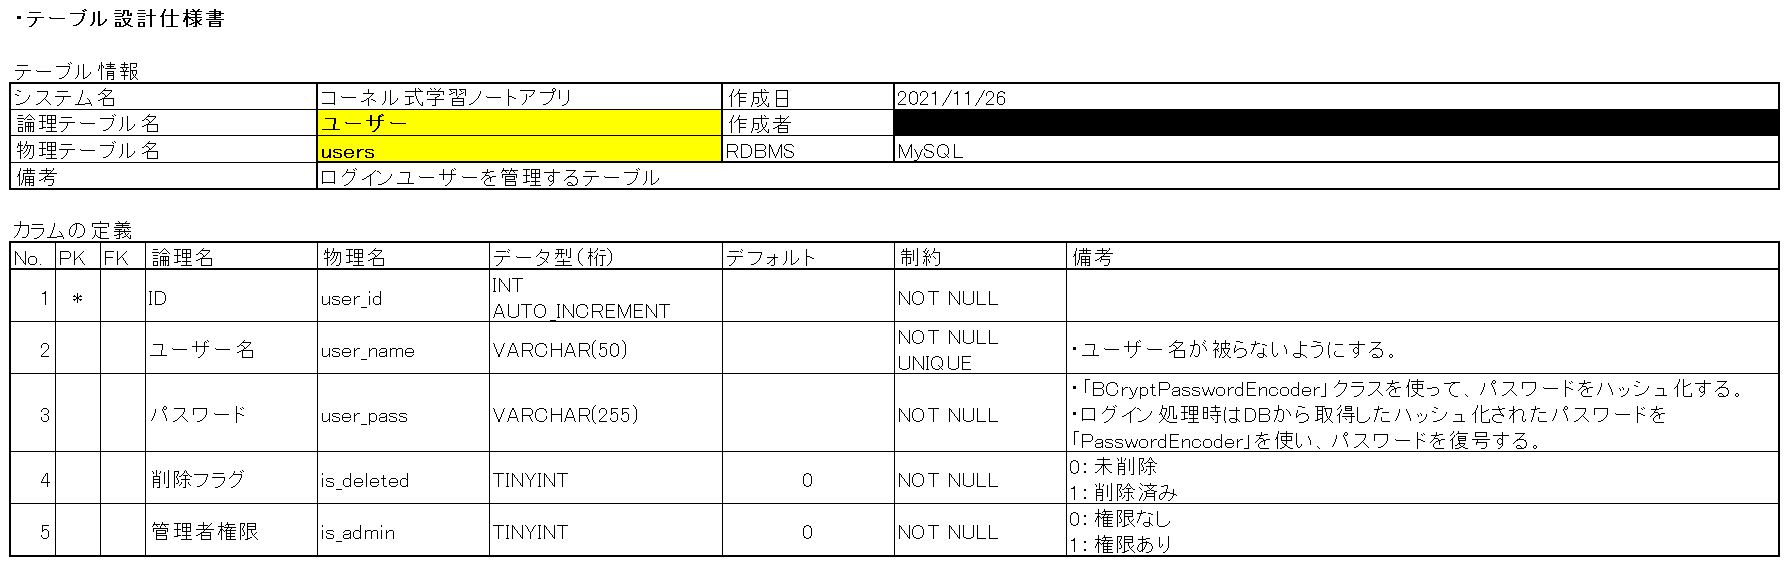 ・テーブル設計仕様書
テーブル情報
システム名 コーネル式学習ノートアプリ 作成日 2021/11/26
論理テーブル名 ユーザー 作成者
物理テーブル名 users RDBMS MySQL
備考 ログインユーザーを管理するテーブル
カラムの定義
No. PK FK 論理名 物理名 データ型（桁） デフォルト 制約 備考
1 * ID user_id INT
AUTO_INCREMENT NOT NULL
2 ユーザー名 user_name VARCHAR(50) NOT NULL
UNIQUE ・ユーザー名が被らないようにする。
3 パスワード user_pass VARCHAR(255) NOT NULL ・「BCryptPasswordEncoder」クラスを使って、パスワードをハッシュ化する。
・ログイン処理時はDBから取得したハッシュ化されたパスワードを
「PasswordEncoder」を使い、パスワードを復号する。
4 削除フラグ is_deleted TINYINT 0 NOT NULL 0：未削除
1：削除済み
5 管理者権限 is_admin TINYINT 0 NOT NULL 0：権限なし
1：権限あり